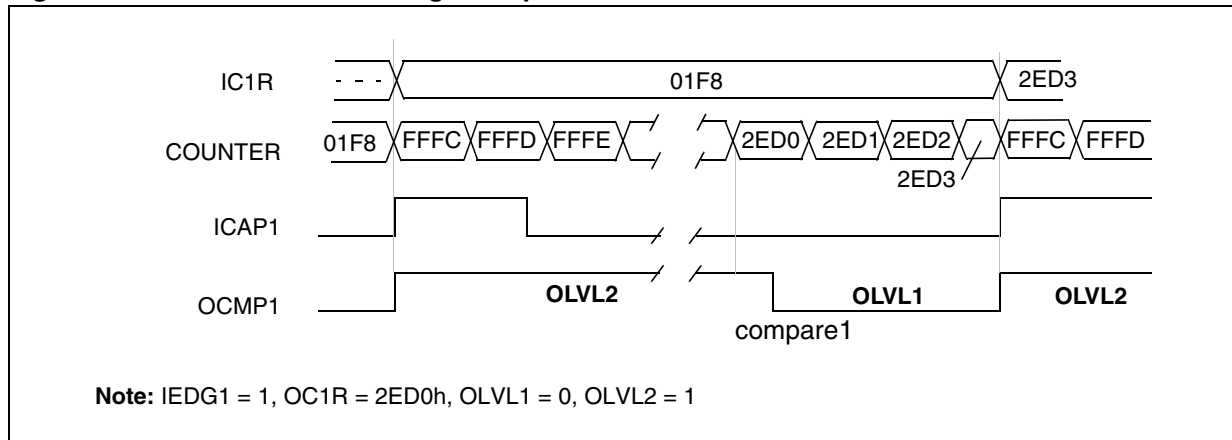 IC1R - - - 01F8 2ED3
COUNTER 01F8 FFFC FFFD FFFE 2ED0 2ED1 2ED2 FFFC FFFD
2ED3
ICAP1
OCMP1 OLVL2 OLVL1 OLVL2
compare1
Note: IEDG1 = 1, OC1R = 2ED0h, OLVL1 = 0, OLVL2 = 1